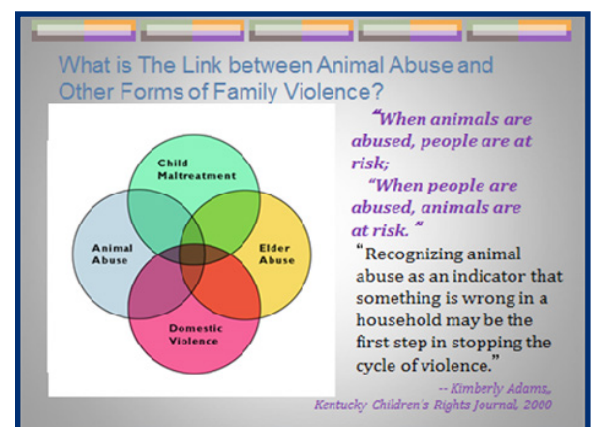 What is The Link between Animal Abuse and
Other Forms of Family Violence?
Child
Maltreatment
Animal
Abuse
Elder
Abuse
Domestic
Violence
“When animals are
abused, people are at
risk;
“When people are
abused, animals are
at risk. ”
“Recognizing animal
abuse as an indicator that
something is wrong in a
household may be the
first step in stopping the
cycle of violence.”
-- Kimberly Adams,,
Kentucky Children's Rights Journal, 2000